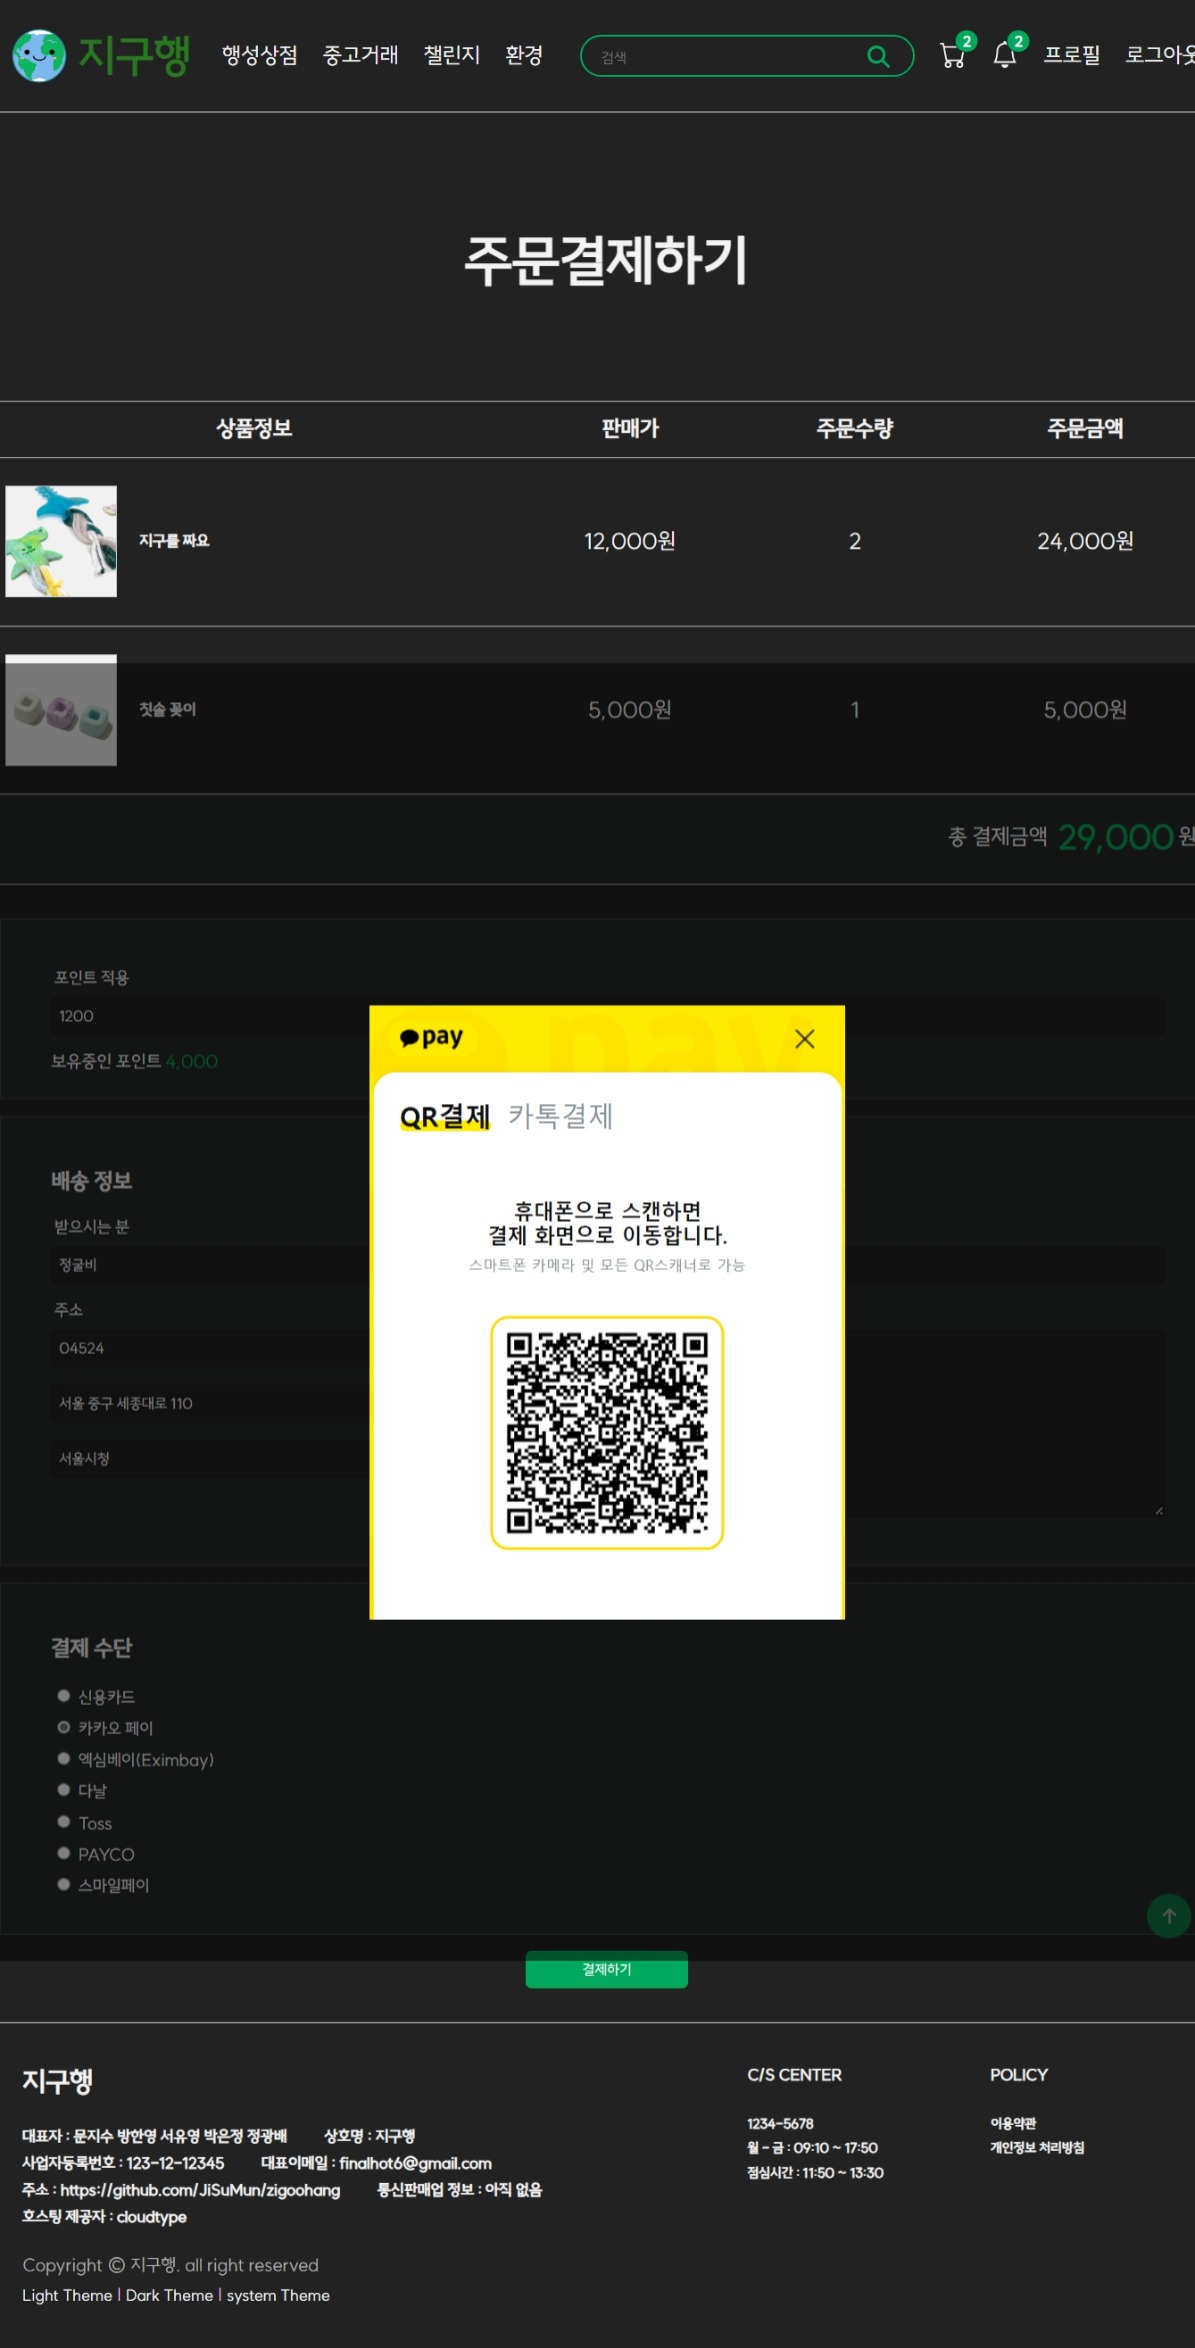 지구행 행성상점 중고거래 챌린지 환경 검색 2 2 프로필 로그아웃
주문결제하기
상품정보 판매가 주문수량 주문금액
지구를 짜요 12,000원 2 24,000원
칫솔 꽂이 5,000원 1 5,000원
총 결제금액 29,000 원
포인트 적용
1200
보유중인 포인트 4,000
pay
QR결제 카톡결제
휴대폰으로 스캔하면
결제 화면으로 이동합니다.
스마트폰 카메라 및 모든 QR스캐너로 가능
배송 정보
받으시는 분
정글비
주소
04524
서울 중구 세종대로 110
서울시청
결제 수단
신용카드
카카오 페이
엑심베이(Eximbay)
다날
Toss
PAYCO
스마일페이
결제하기
지구행
대표자 : 문지수 방한영 서유영 박은정 정광배 상호명 : 지구행
사업자등록번호 : 123-12-12345 대표이메일 : finalhot6@gmail.com
주소 : https://github.com/JiSuMun/zigoohang 통신판매업 정보 : 아직 없음
호스팅 제공자 : cloudtype
Copyright © 지구행. all right reserved
Light Theme | Dark Theme | system Theme
C/S CENTER
1234-5678
월 - 금 : 09:10 ~ 17:50
점심시간 : 11:50 ~ 13:30
POLICY
이용약관
개인정보 처리방침